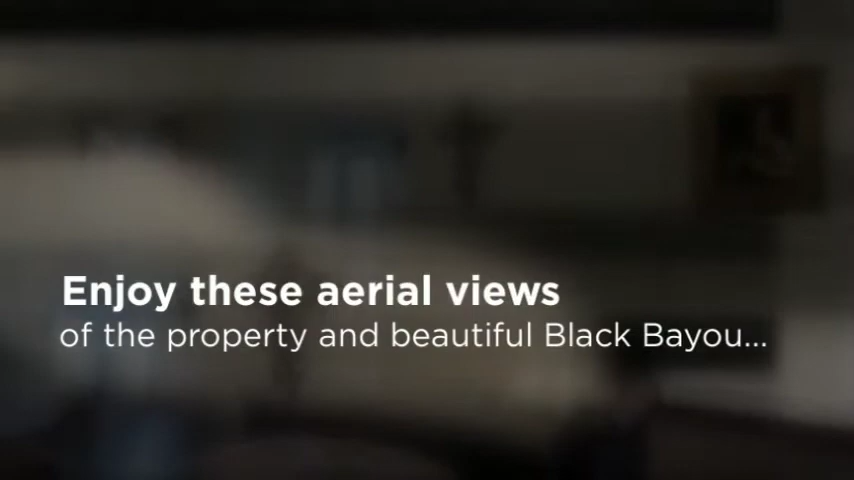 Enjoy these aerial views
of the property and beautiful Black Bayou...